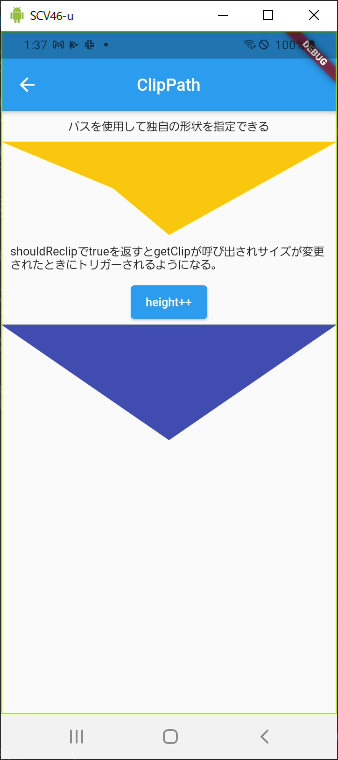 SCV46-u
1:37
100%
DEBUG
ClipPath
パスを使用して独自の形状を指定できる
shouldReclipでtrueを返すとgetClipが呼び出されサイズが変更
されたときにトリガーされるようになる。
height++